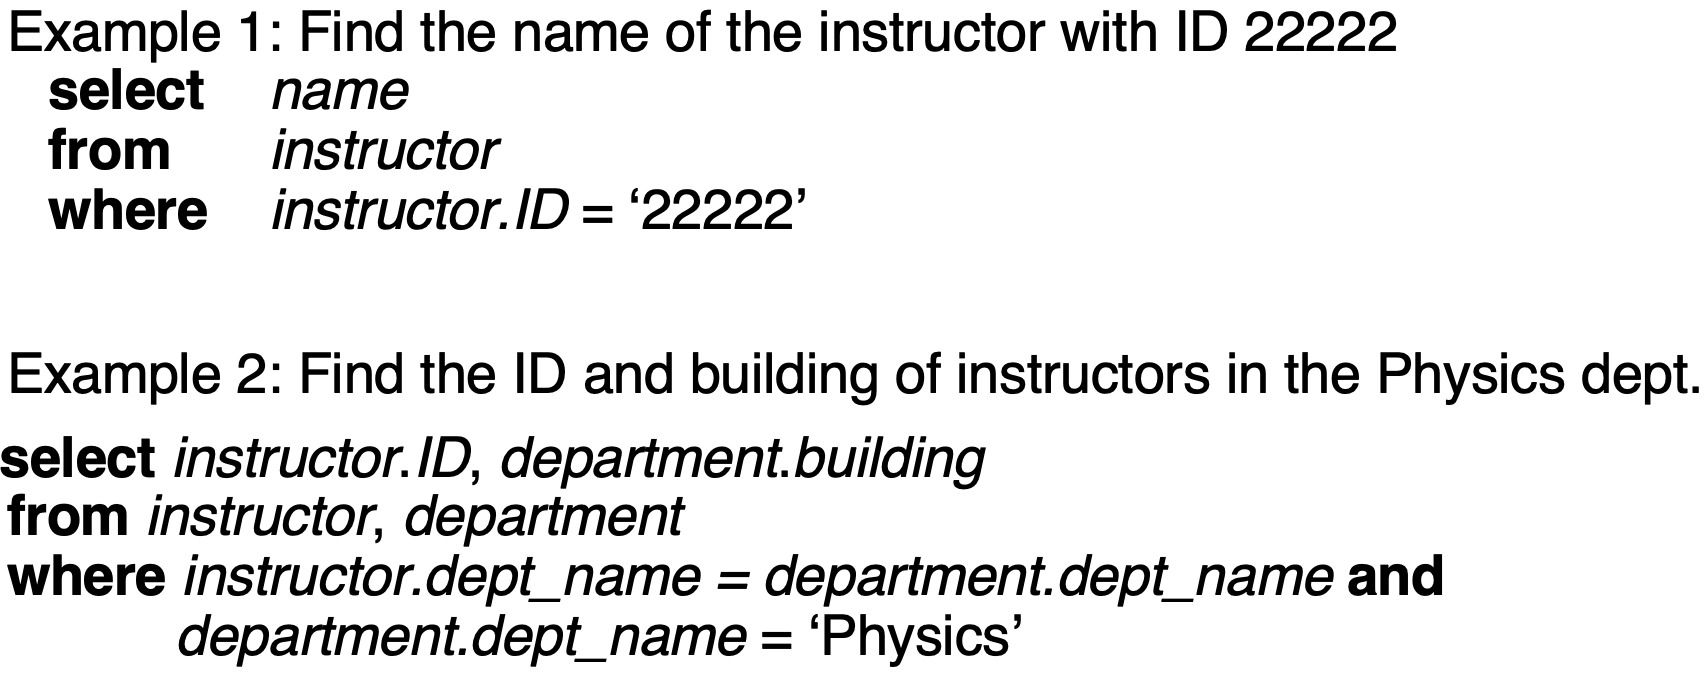 Example 1: Find the name of the instructor with ID 22222
select name
from instructor
where instructor.ID = ‘22222’
Example 2: Find the ID and building of instructors in the Physics dept.
select instructor.ID, department.building
from instructor, department
where instructor.dept_name = department.dept_name and
department.dept_name = ‘Physics’